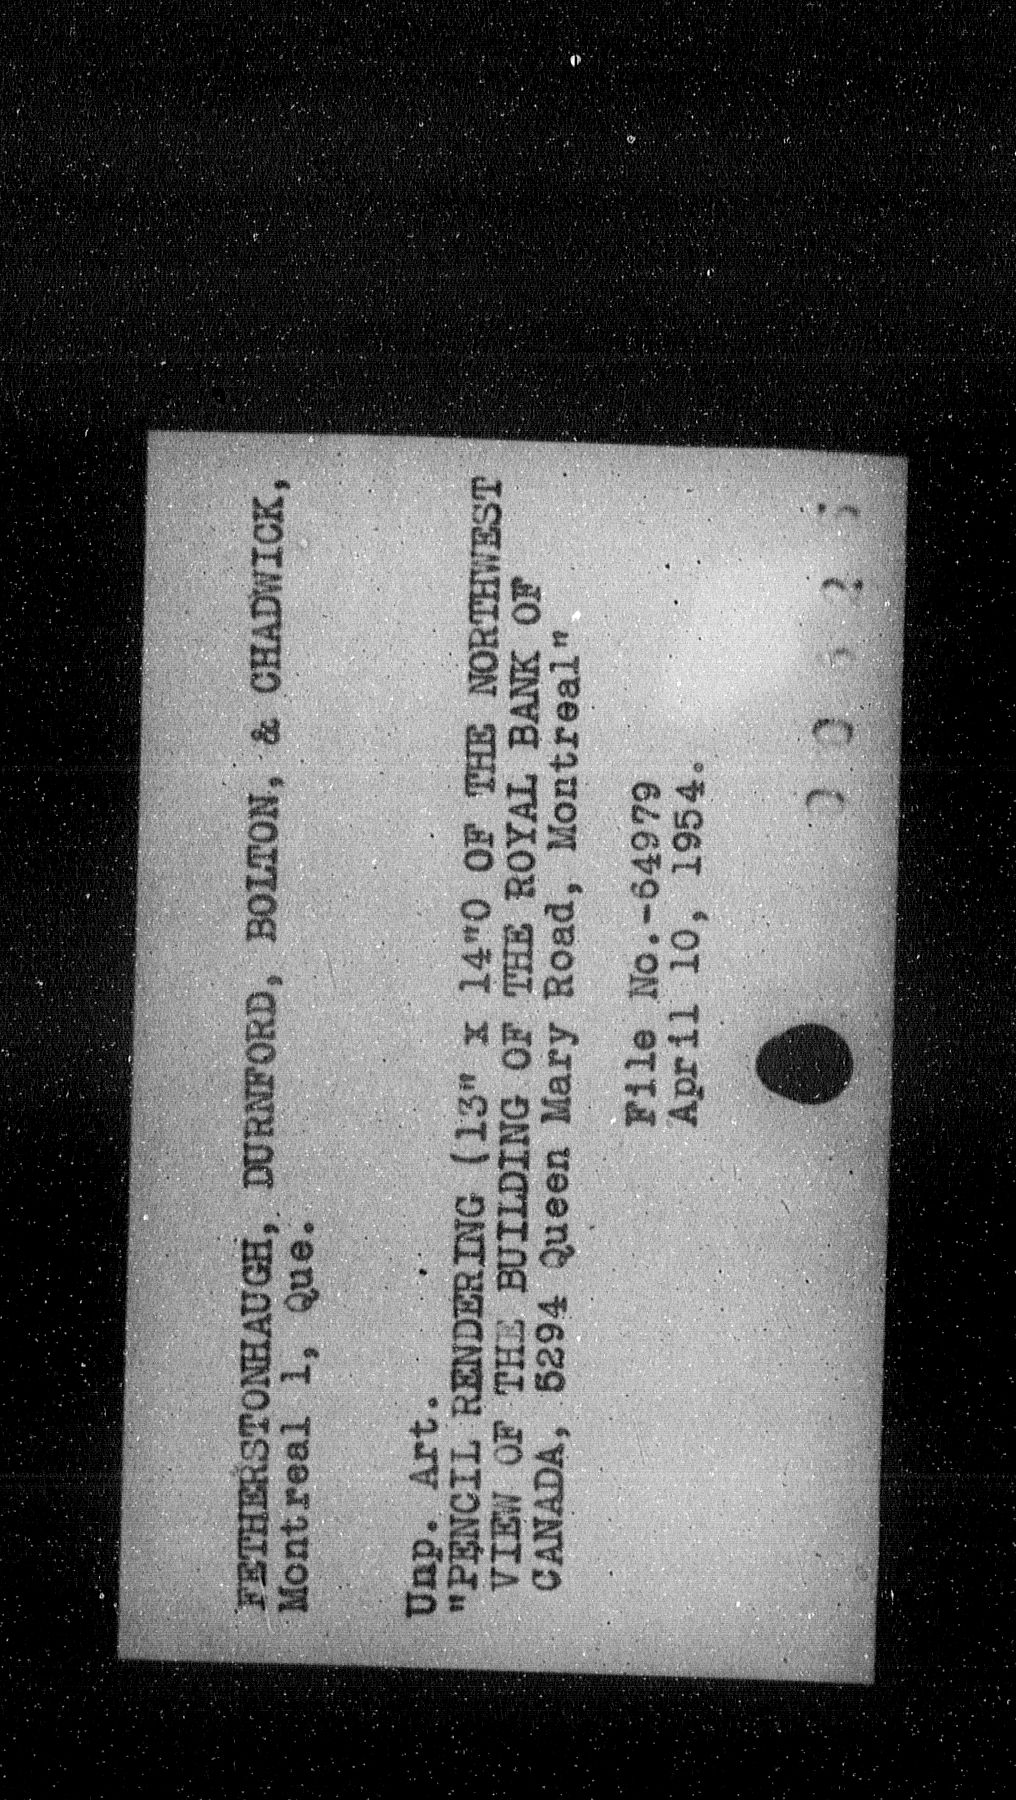 FETHERSTONHAUGH, DURNFORD, BOLTON, & CHADWICK,
Montreal 1, Que.
Unp. Art.
"PENCIL RENDERING (13" x 14"O OF THE NORTHWEST
VIEW OF THE BUILDING OF THE ROYAL BANK OF
CANADA, 5294 Queen Mary Road, Montreal"
File No.-64979
April 10, 1954.